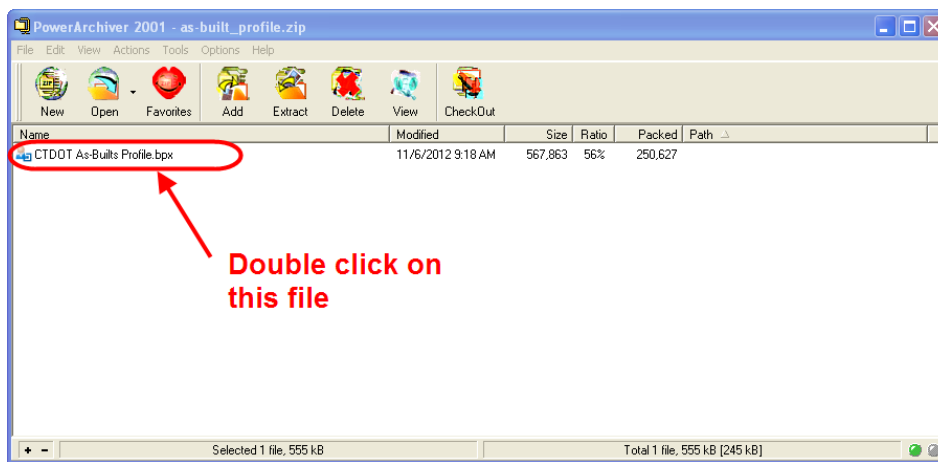 PowerArchiver 2001 - as-built_profile.zip
File Edit View Actions Tools Options Help
New Open Favorites Add Extract Delete View CheckOut
Name Modified Size Ratio Packed Path
CTDOT As-Builts Profile.bpx 11/6/2012 9:18 AM 567,863 56% 250,627
Double click on
this file
+ - Selected 1 file, 555 kB Total 1 file, 555 kB [245 kB]